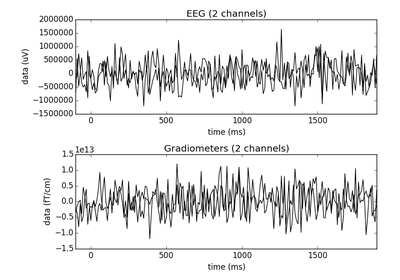 EEG (2 channels)
2000000
1500000
1000000
500000
0
−500000
−1000000
−1500000
data (uV)
0 500 1000 1500
time (ms)
Gradiometers (2 channels)
1e13
1.5
1.0
0.5
0.0
−0.5
−1.0
−1.5
data (fT/cm)
0 500 1000 1500
time (ms)